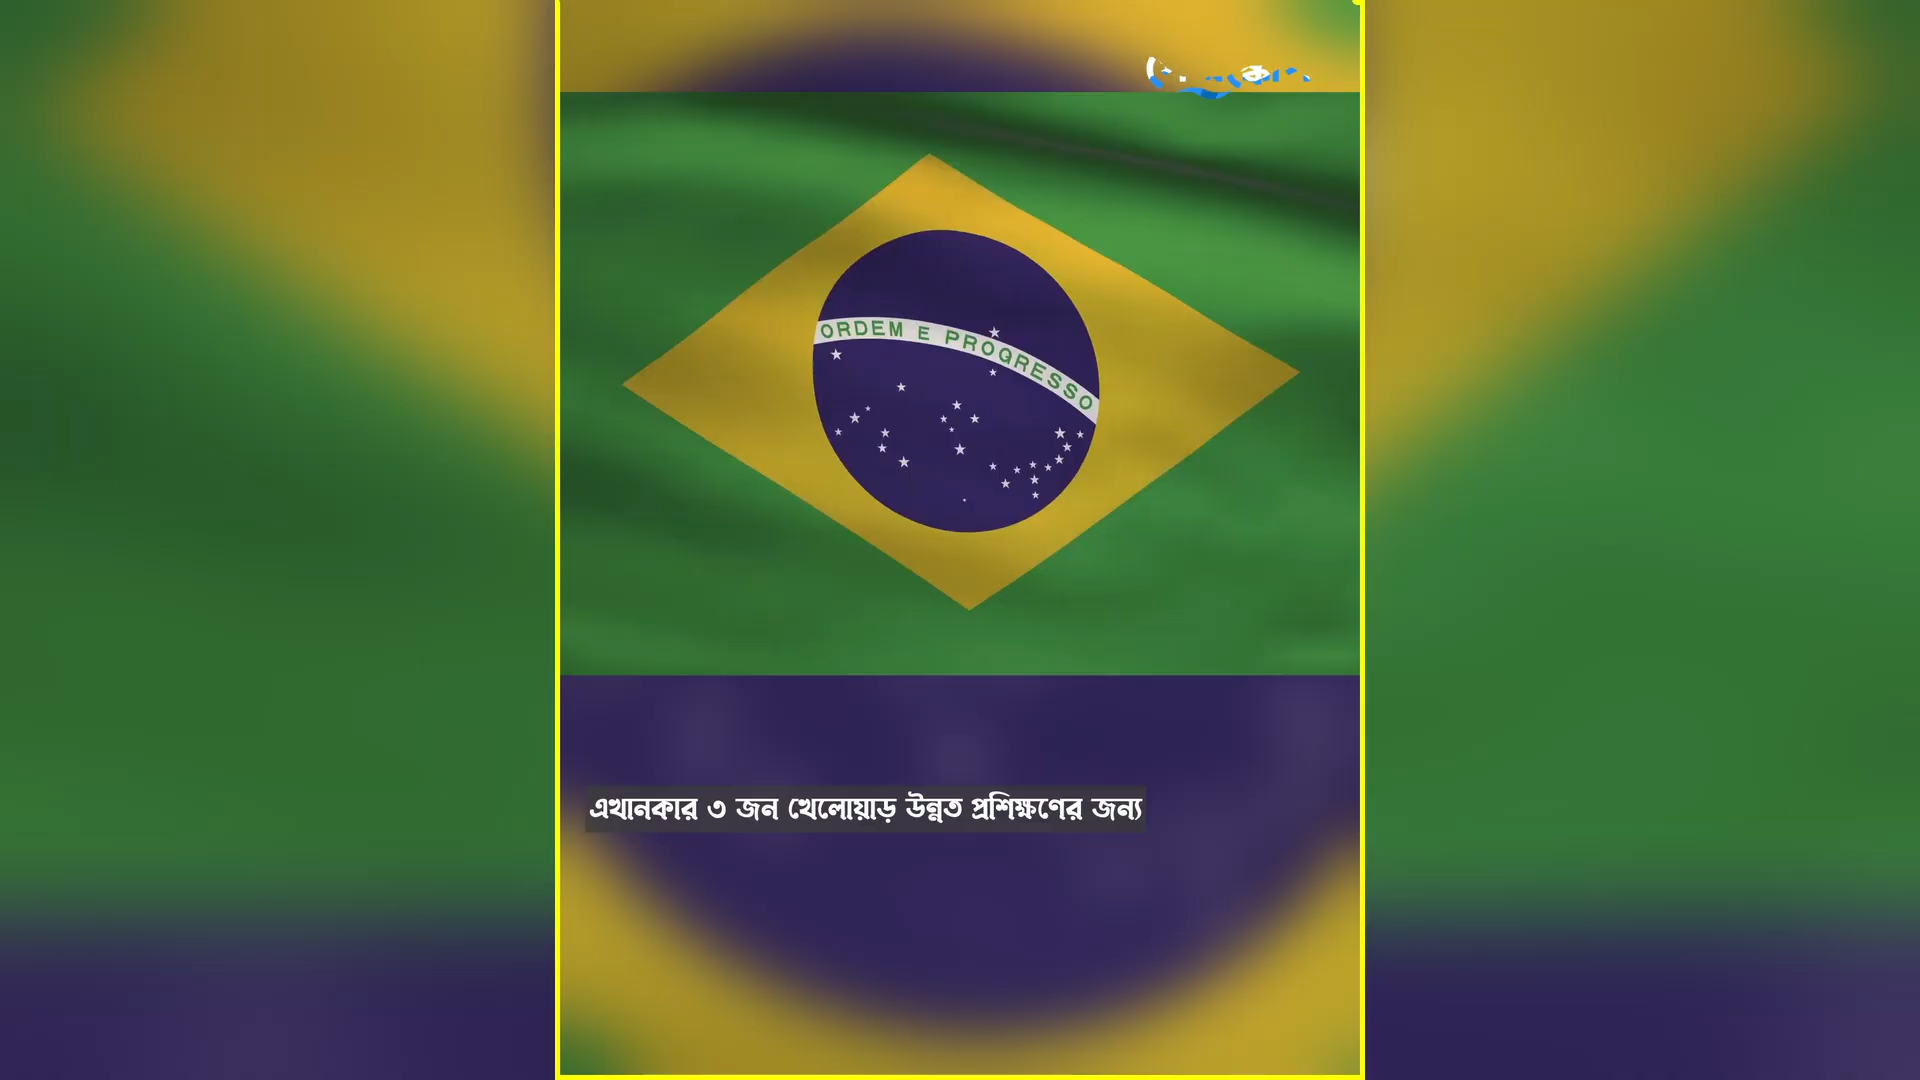 ORDEM E PROGRESSO
এখানকার ৩ জন খেলোয়াড় উন্নত প্রশিক্ষণের জন্য